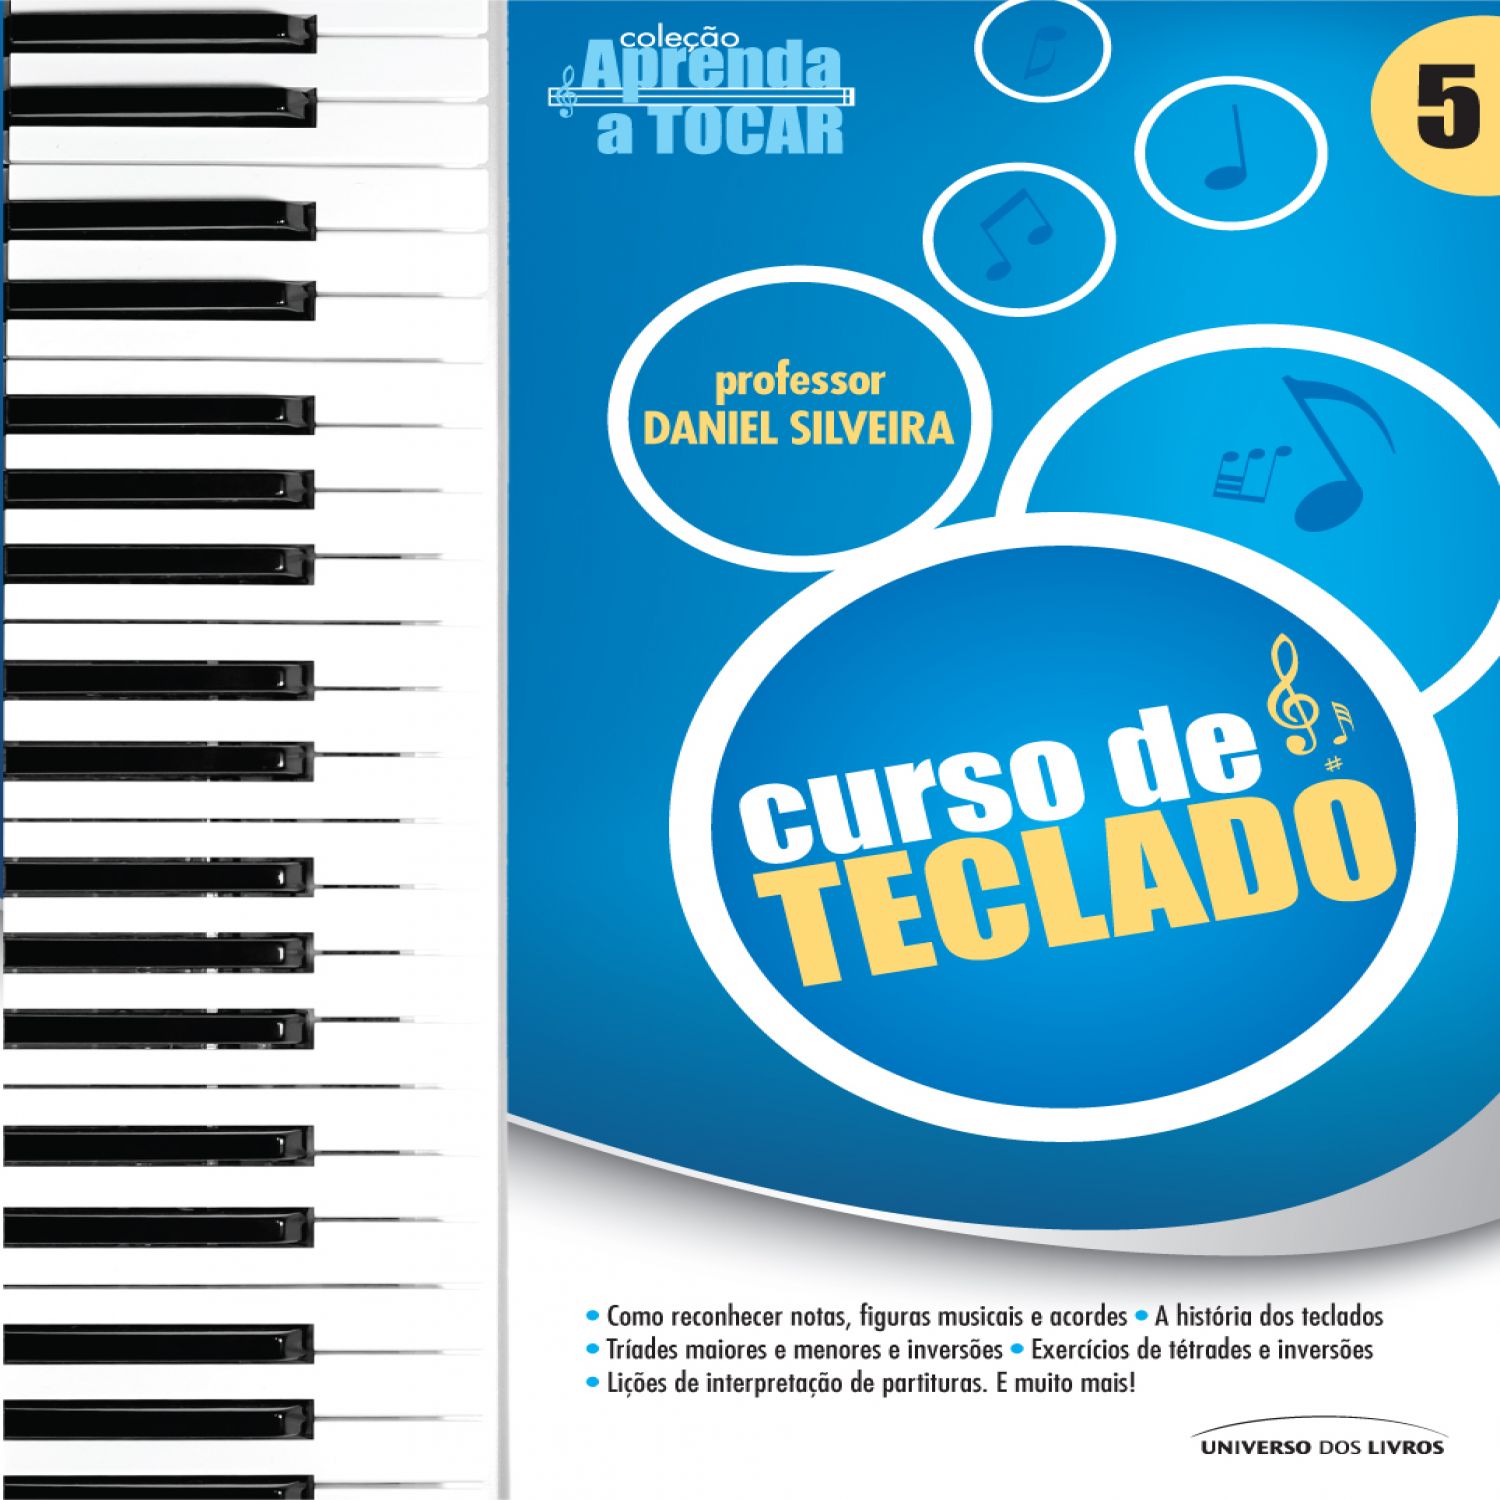 coleção
Aprenda
a TOCAR
5
professor
DANIEL SILVEIRA
curso de
TECLADO
• Como reconhecer notas, figuras musicais e acordes • A história dos teclados
• Tríades maiores e menores e inversões • Exercícios de tétrades e inversões
• Lições de interpretação de partituras. E muito mais!
UNIVERSO DOS LIVROS